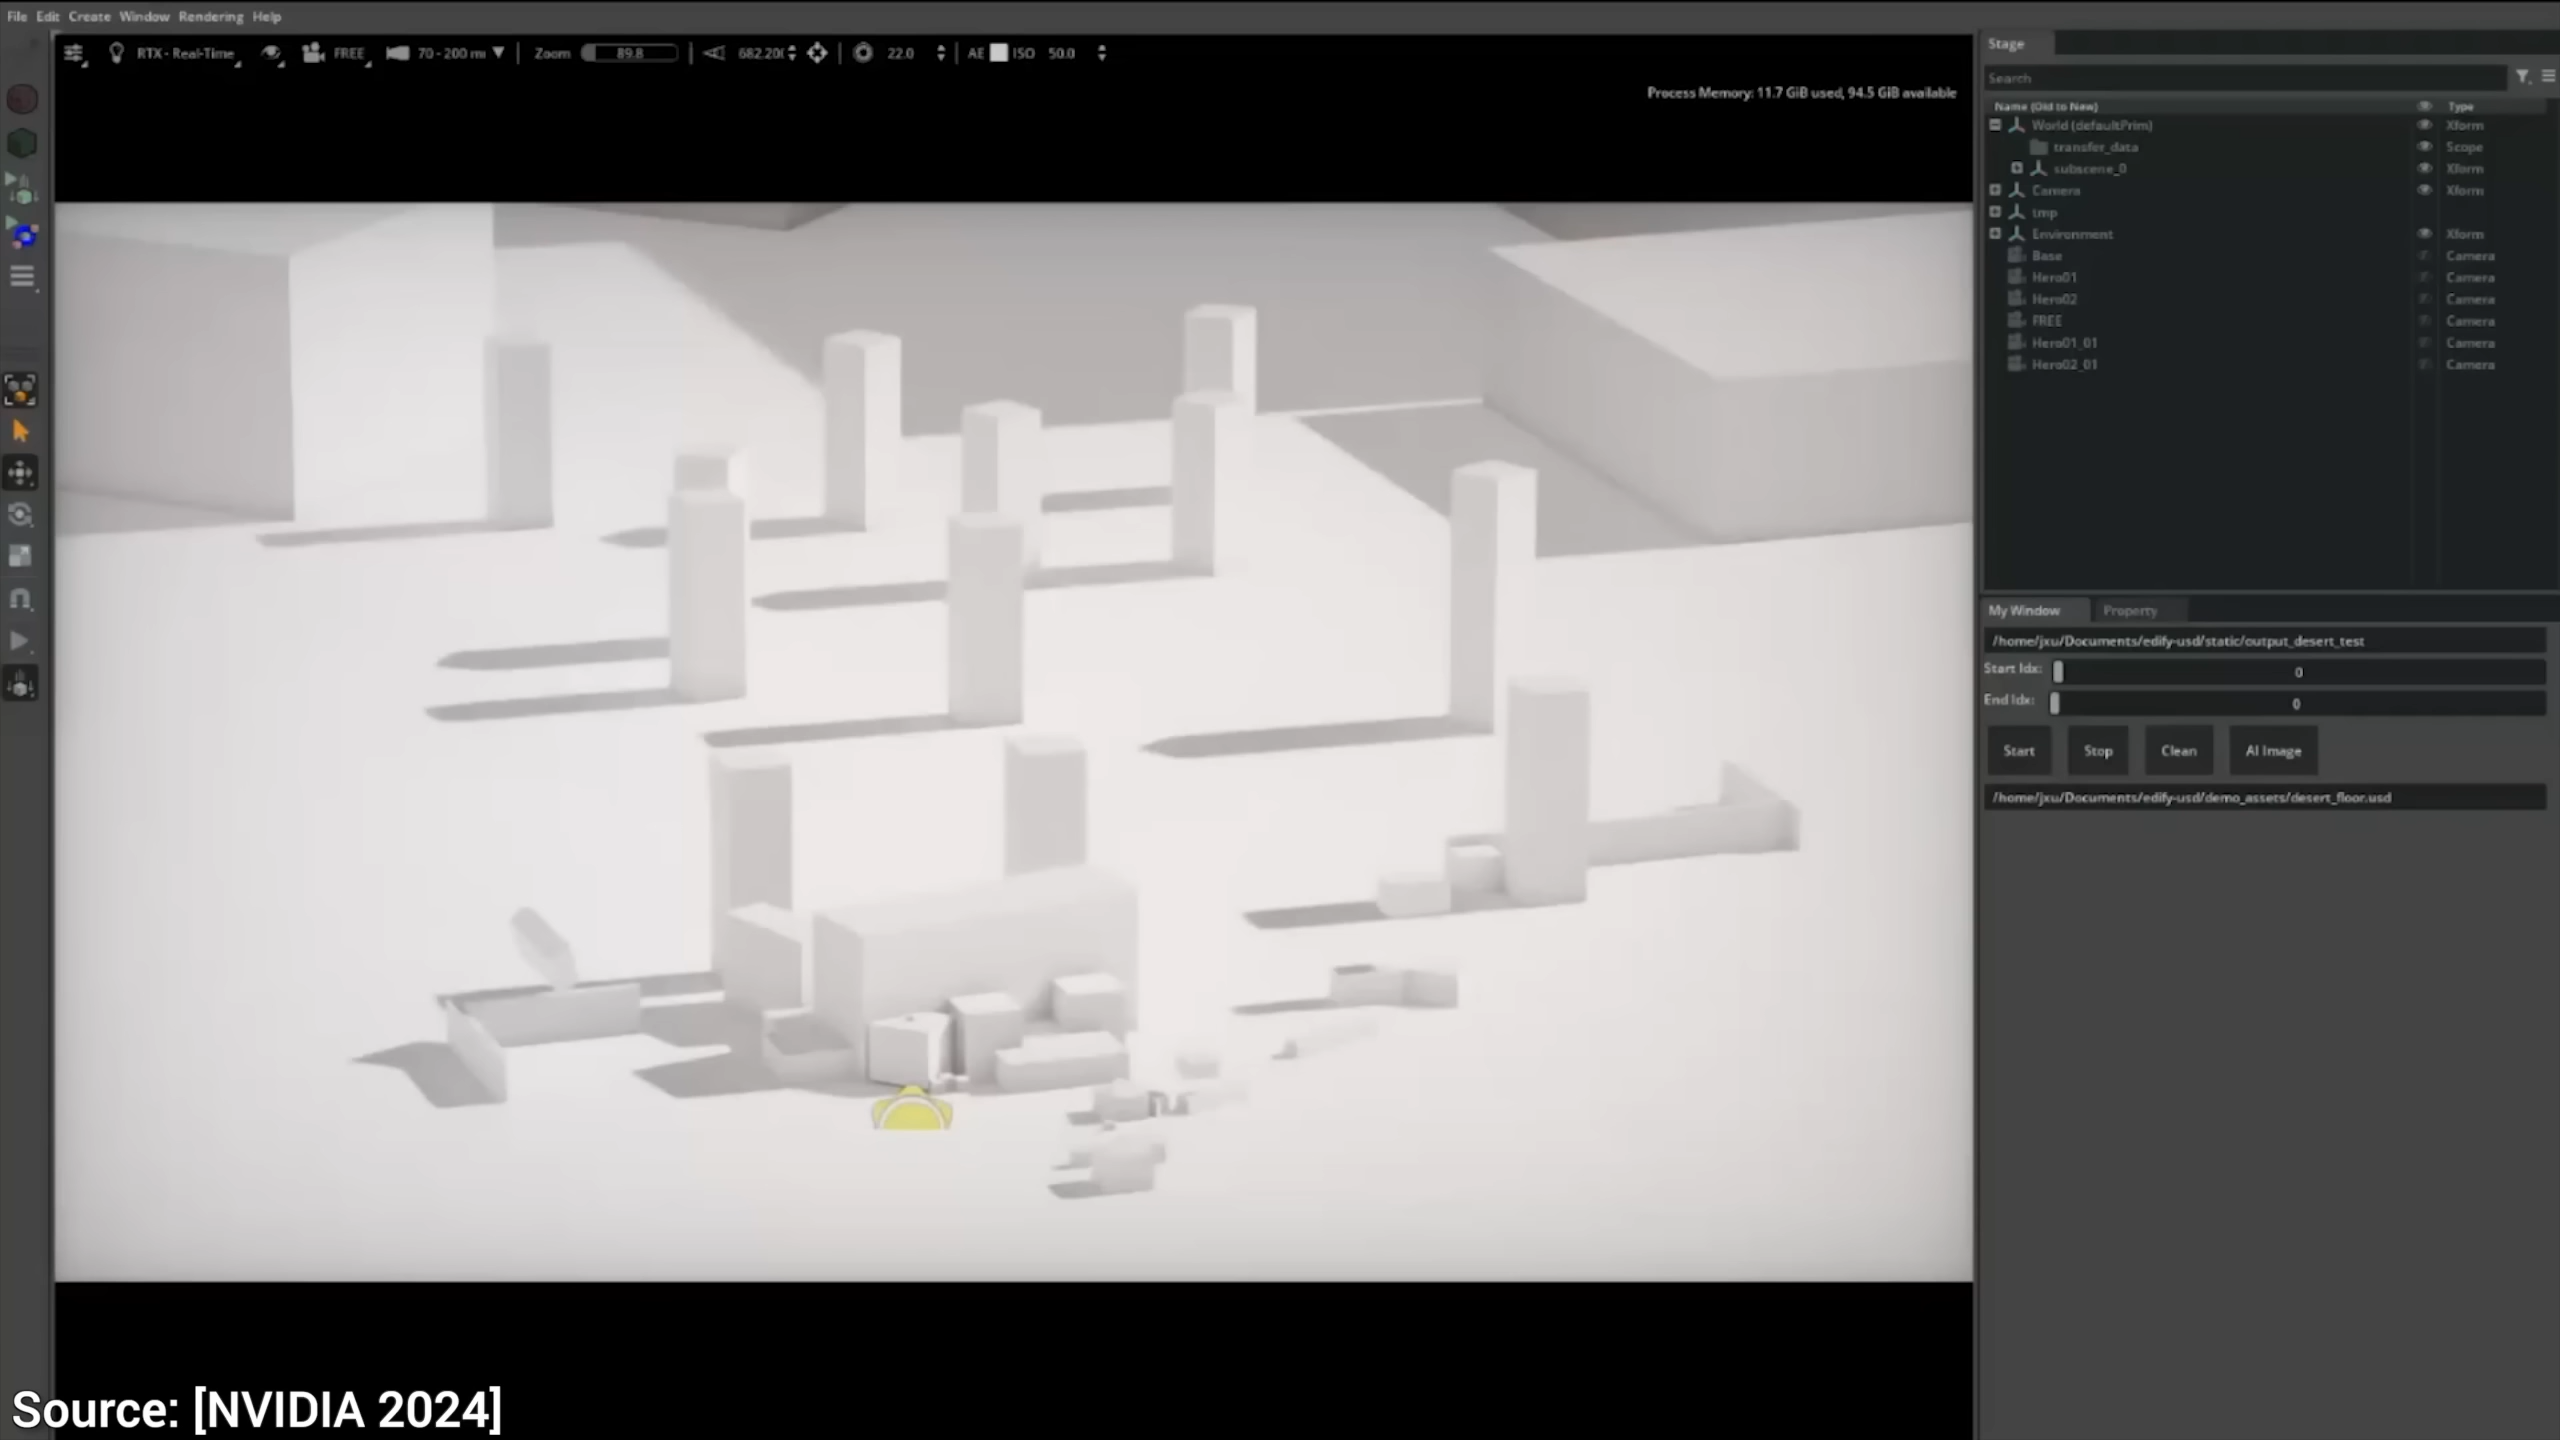 File Edit Create Window Rendering Help
RTX - Real-Time FREE 70 - 200 mm Zoom 89.8 682.20 22.0 AE ISO 50.0
Process Memory: 11.7 GiB used, 94.5 GiB available
Stage
Search
Name (Old to New) Type
World (defaultPrim) Xform
transfer_data Scope
subscene_0 Xform
Camera Xform
tmp
Environment Xform
Base Camera
Hero01 Camera
Hero02 Camera
FREE Camera
Hero01_01 Camera
Hero02_01 Camera
My Window Property
/home/jxu/Documents/edify-usd/static/output_desert_test
Start Idx: 0
End Idx: 0
Start Stop Clean AI Image
/home/jxu/Documents/edify-usd/demo_assets/desert_floor.usd
Source: [NVIDIA 2024]